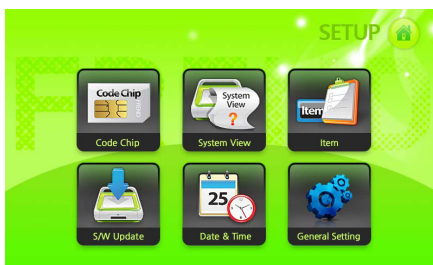 SETUP
Code Chip
System
View
?
Item
Code Chip
System View
Item
25
S/W Update
Date & Time
General Setting